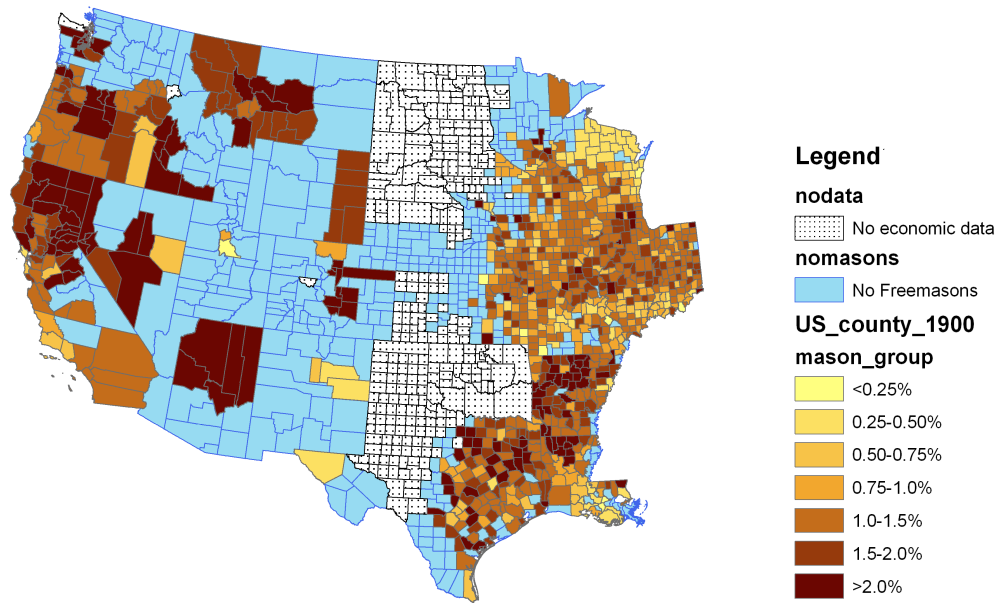 Legend
nodata
No economic data
nomasons
No Freemasons
US_county_1900
mason_group
<0.25%
0.25-0.50%
0.50-0.75%
0.75-1.0%
1.0-1.5%
1.5-2.0%
>2.0%